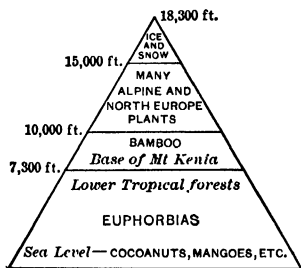 18,300 ft.
ICE
AND
SNOW
15,000 ft.
MANY
ALPINE AND
NORTH EUROPE
PLANTS
10,000 ft.
BAMBOO
Base of Mt Kenia
7,300 ft.
Lower Tropical forests
EUPHORBIAS
Sea Level—COCOANUTS, MANGOES, ETC.